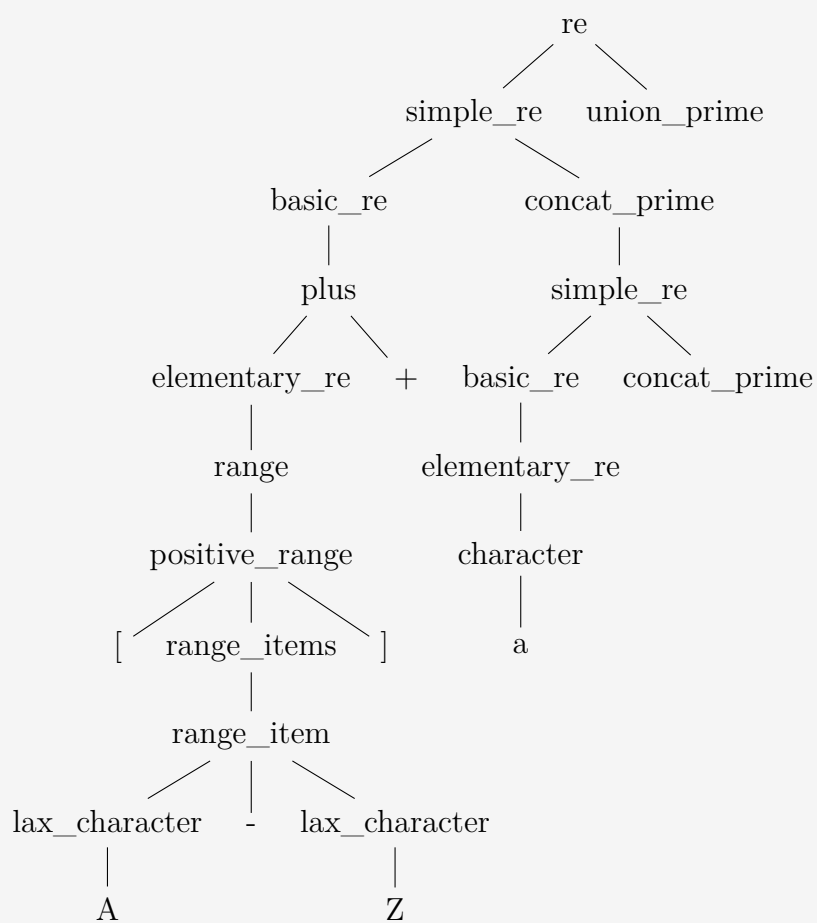 re
simple_re union_prime
basic_re concat_prime
plus simple_re
elementary_re + basic_re concat_prime
range elementary_re
positive_range character
[ range_items ] a
range_item
lax_character - lax_character
A Z